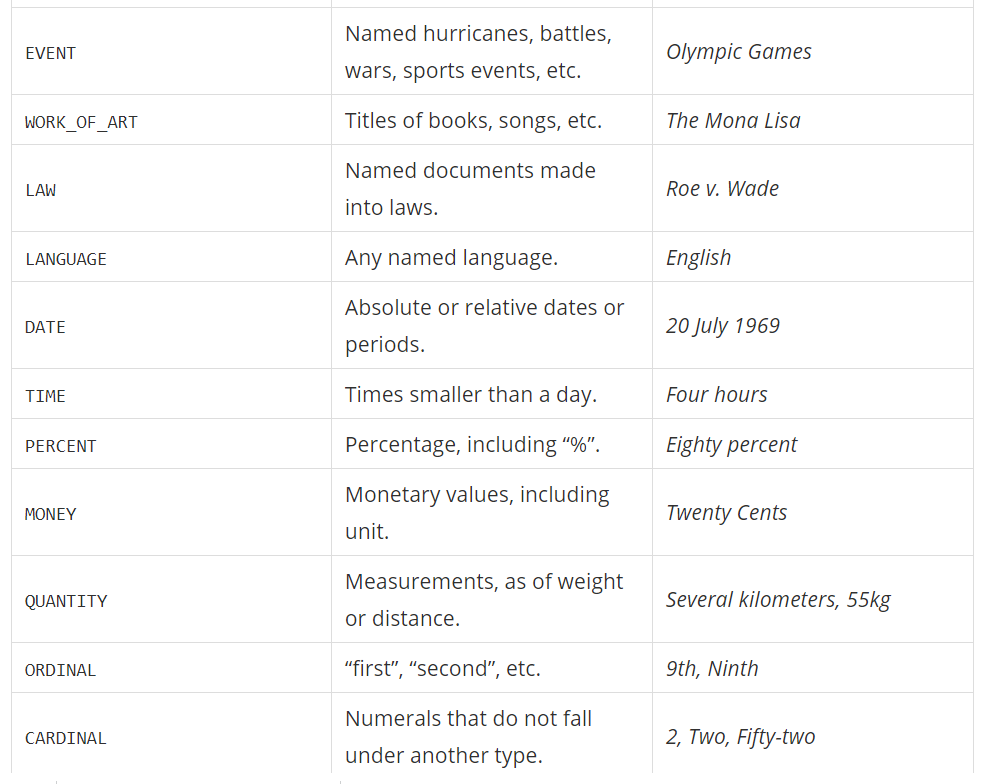 EVENT
Named hurricanes, battles,
wars, sports events, etc.
Olympic Games
WORK_OF_ART
Titles of books, songs, etc.
The Mona Lisa
LAW
Named documents made
into laws.
Roe v. Wade
LANGUAGE
Any named language.
English
DATE
Absolute or relative dates or
periods.
20 July 1969
TIME
Times smaller than a day.
Four hours
PERCENT
Percentage, including “%”.
Eighty percent
MONEY
Monetary values, including
unit.
Twenty Cents
QUANTITY
Measurements, as of weight
or distance.
Several kilometers, 55kg
ORDINAL
“first”, “second”, etc.
9th, Ninth
CARDINAL
Numerals that do not fall
under another type.
2, Two, Fifty-two